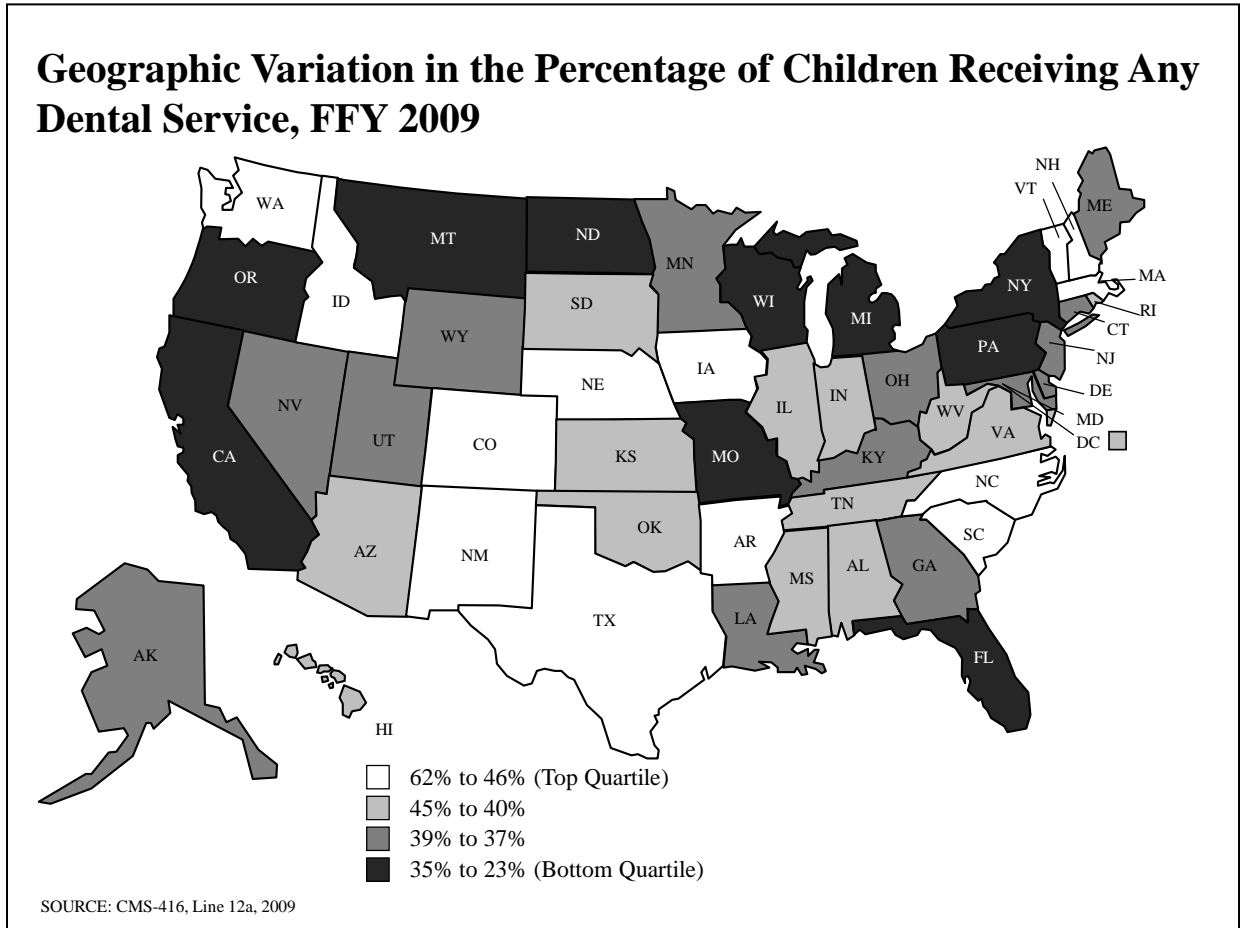 Geographic Variation in the Percentage of Children Receiving Any
Dental Service, FFY 2009
NH
VT
ME
WA
MT
ND
MN
OR
ID
SD
WI
MI
NY
MA
RI
CT
WY
PA
NJ
IA
NE
OH
DE
NV
IL
IN
WV
MD
UT
CO
VA
DC
CA
KS
MO
KY
NC
TN
AZ
NM
OK
AR
SC
MS
AL
GA
TX
LA
AK
FL
HI
62% to 46% (Top Quartile)
45% to 40%
39% to 37%
35% to 23% (Bottom Quartile)
SOURCE: CMS-416, Line 12a, 2009